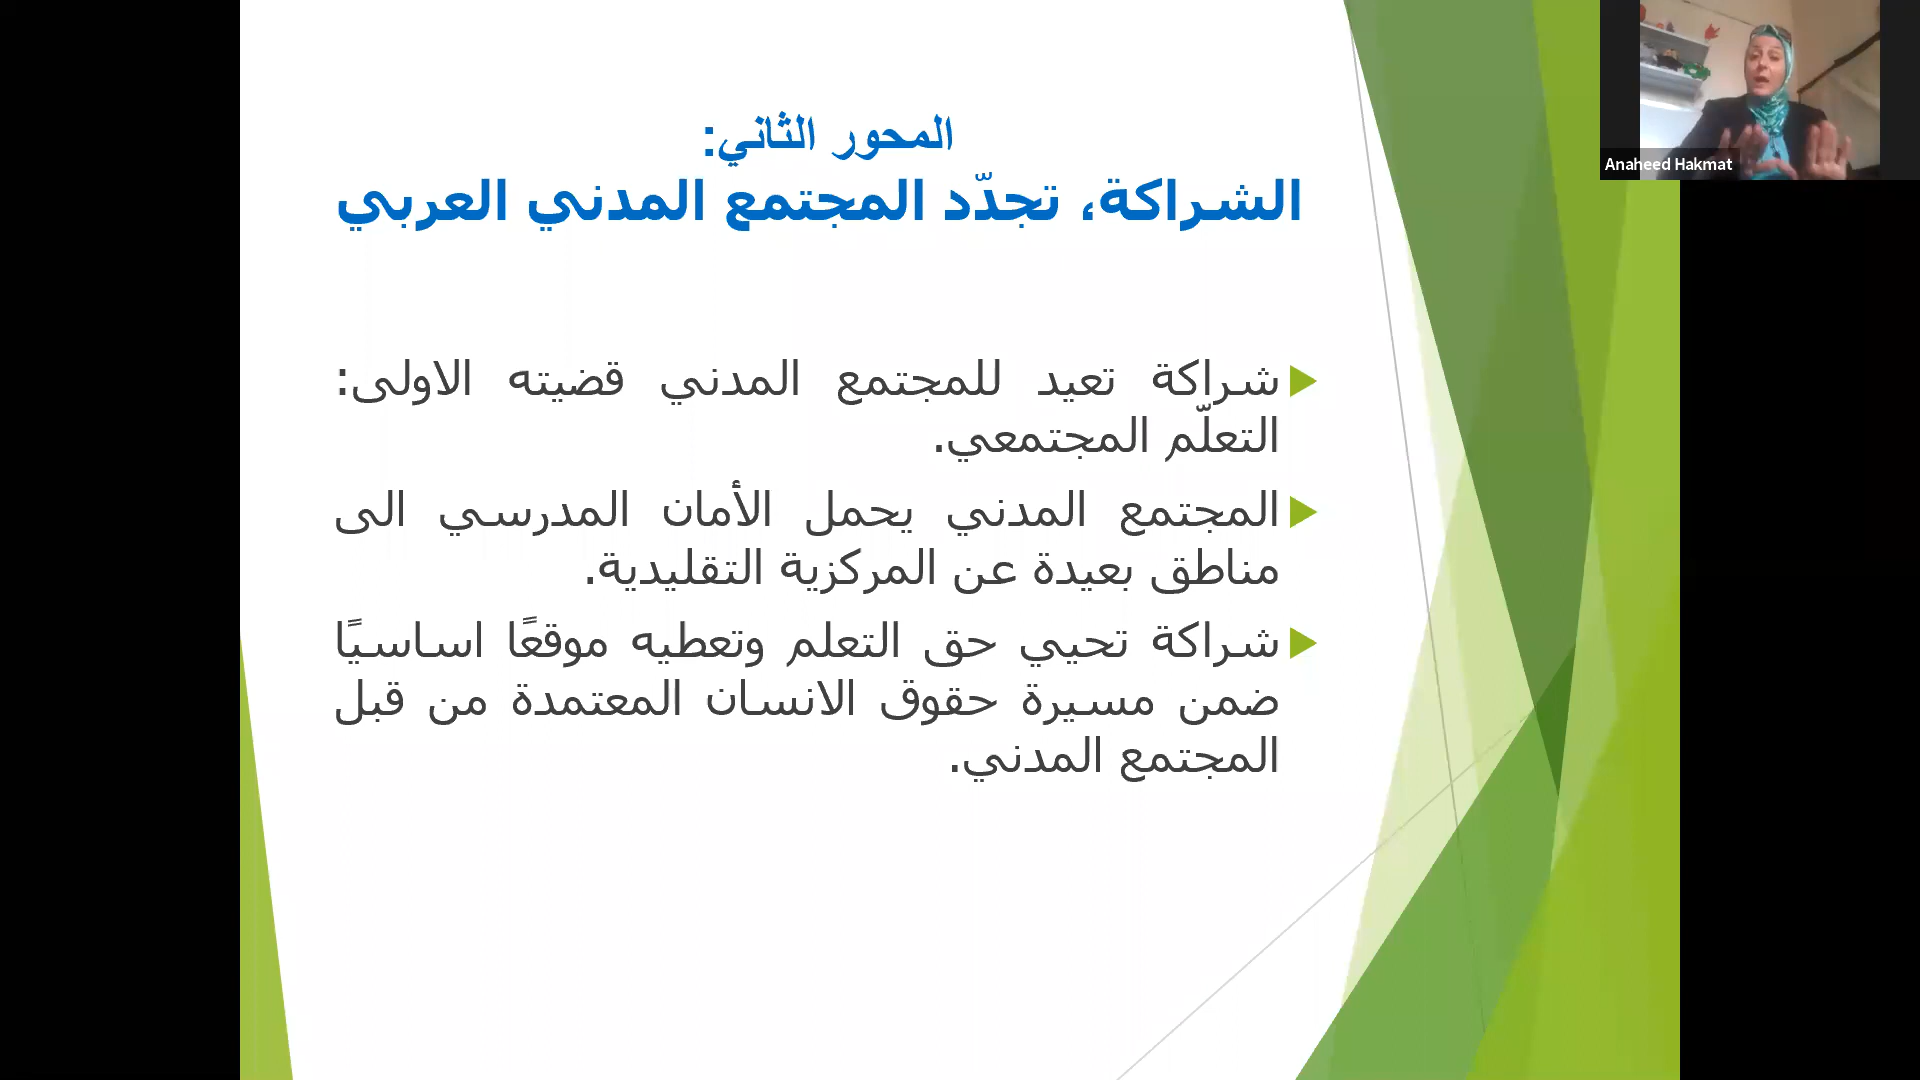 المحور الثاني:
الشراكة، تجدّد المجتمع المدني العربي
شراكة تعيد للمجتمع المدني قضيته الاولى:
التعلّم المجتمعي.
المجتمع المدني يحمل الأمان المدرسي الى
مناطق بعيدة عن المركزية التقليدية.
شراكة تحيي حق التعلم وتعطيه موقعًا اساسيًا
ضمن مسيرة حقوق الانسان المعتمدة من قبل
المجتمع المدني.
Anaheed Hakmat